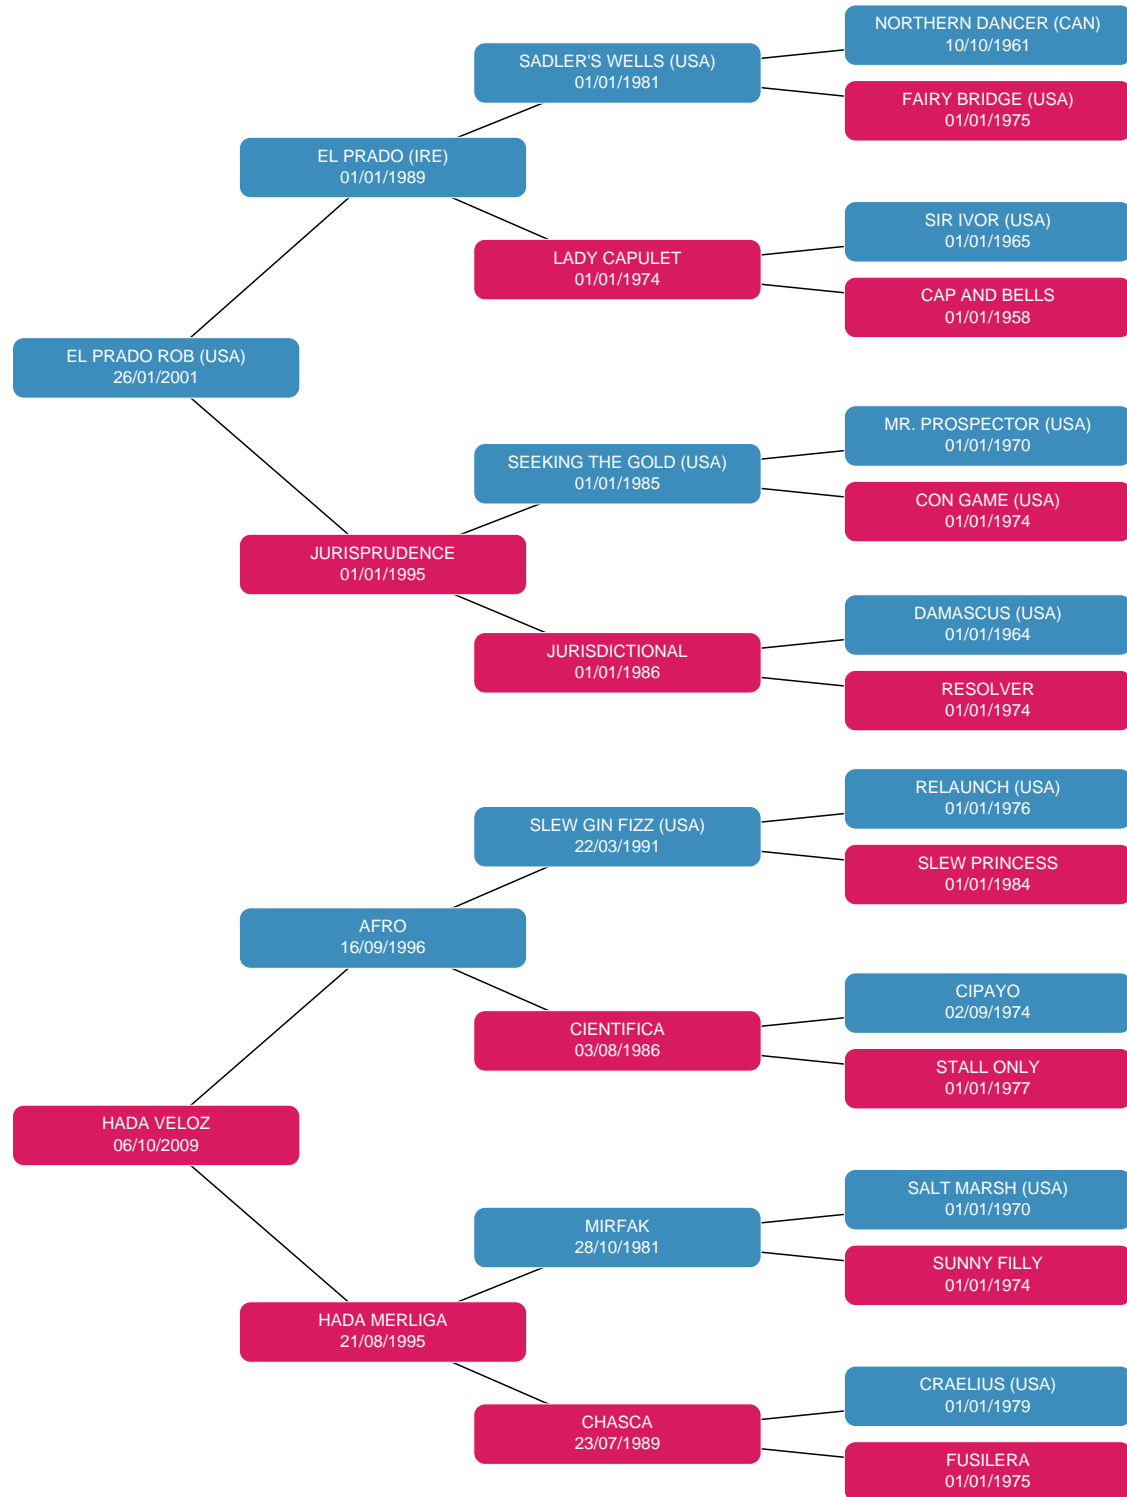 NORTHERN DANCER (CAN)
10/10/1961
SADLER'S WELLS (USA)
01/01/1981
FAIRY BRIDGE (USA)
01/01/1975
EL PRADO (IRE)
01/01/1989
SIR IVOR (USA)
01/01/1965
LADY CAPULET
01/01/1974
CAP AND BELLS
01/01/1958
EL PRADO ROB (USA)
26/01/2001
MR. PROSPECTOR (USA)
01/01/1970
SEEKING THE GOLD (USA)
01/01/1985
CON GAME (USA)
01/01/1974
JURISPRUDENCE
01/01/1995
DAMASCUS (USA)
01/01/1964
JURISDICTIONAL
01/01/1986
RESOLVER
01/01/1974
RELAUNCH (USA)
01/01/1976
SLEW GIN FIZZ (USA)
22/03/1991
SLEW PRINCESS
01/01/1984
AFRO
16/09/1996
CIPAYO
02/09/1974
CIENTIFICA
03/08/1986
STALL ONLY
01/01/1977
HADA VELOZ
06/10/2009
SALT MARSH (USA)
01/01/1970
MIRFAK
28/10/1981
SUNNY FILLY
01/01/1974
HADA MERLIGA
21/08/1995
CRAELIUS (USA)
01/01/1979
CHASCA
23/07/1989
FUSILERA
01/01/1975